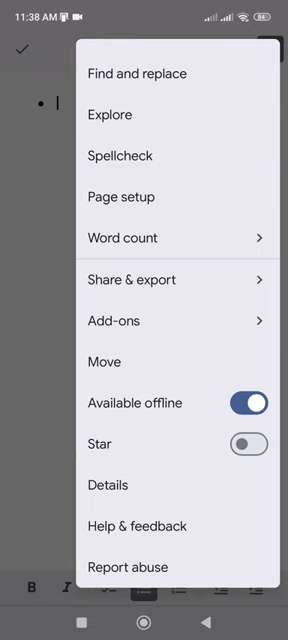 11:38 AM
84
Find and replace
Explore
Spellcheck
Page setup
Word count
Share & export
Add-ons
Move
Available offline
Star
Details
Help & feedback
Report abuse
B I